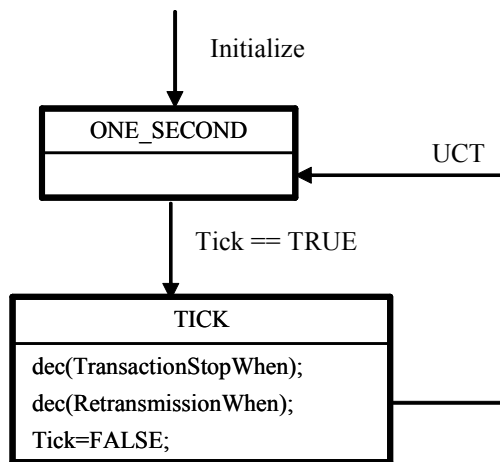 Initialize
ONE_SECOND
UCT
Tick == TRUE
TICK
dec(TransactionStopWhen);
dec(RetransmissionWhen);
Tick=FALSE;